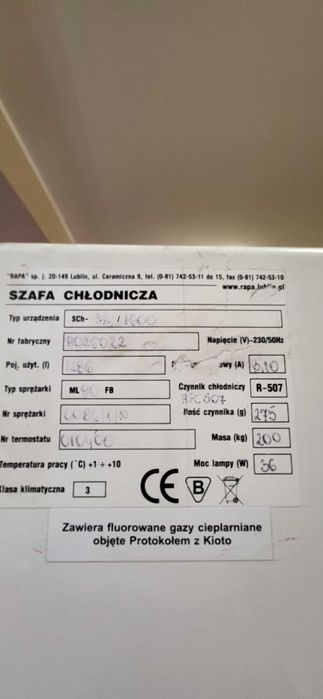 "RAPA" sp. j. 20-149 Lublin, ul. Ceramiczna 9, tel. (0-81) 742-53-11 do 15, fax (0-81) 742-53-10
www.rapa.lublin.pl
SZAFA CHŁODNICZA
Typ urządzenia SCh- /1600
Nr fabryczny Napięcie (V)-230/50Hz
Poj. użyt. (l) (A)
Typ sprężarki ML 90 FB Czynnik chłodniczy R-507
Nr sprężarki Ilość czynnika (g) 275
Nr termostatu Masa (kg) 200
Temperatura pracy (°C) +1 ÷ +10 Moc lampy (W) 36
Klasa klimatyczna 3 CE B
Zawiera fluorowane gazy cieplarniane
objęte Protokołem z Kioto